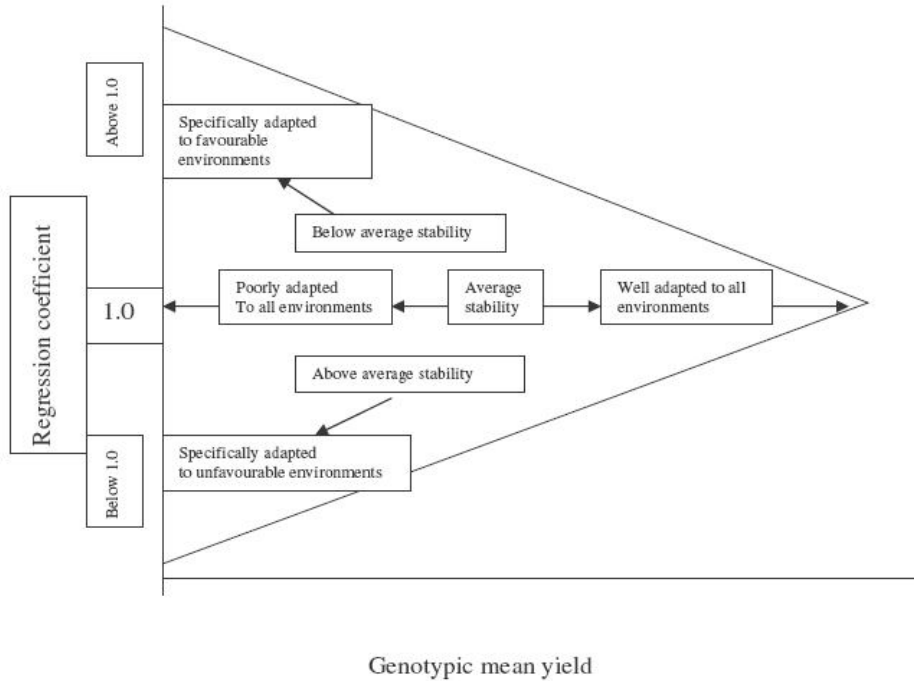 Above 1.0
Specifically adapted
to favourable
environments
Below average stability
Regression coefficient
1.0
Poorly adapted
To all environments
Average
stability
Well adapted to all
environments
Above average stability
Below 1.0
Specifically adapted
to unfavourable environments
Genotypic mean yield